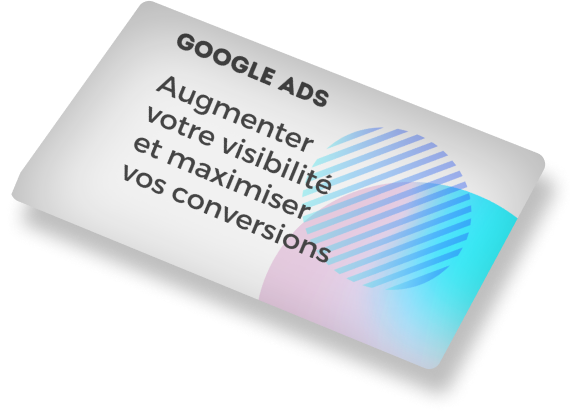 GOOGLE ADS
Augmenter
votre visibilité
et maximiser
vos conversions